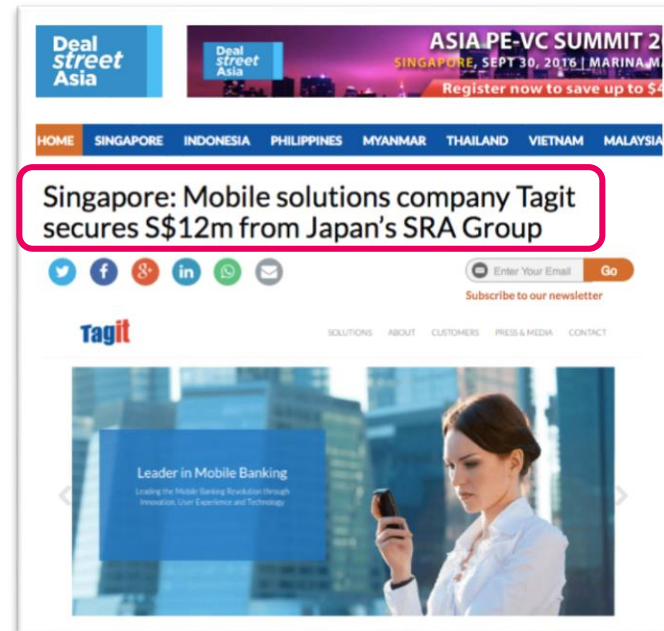 Deal
street
Asia
Deal
street
Asia
ASIA PE-VC SUMMIT 2
SINGAPORE, SEPT 30, 2016 | MARINA
Register now to save up to $
HOME SINGAPORE INDONESIA PHILIPPINES MYANMAR THAILAND VIETNAM MALAYSIA
Singapore: Mobile solutions company Tagit
secures S$12m from Japan's SRA Group
Enter Your Email Go
Subscribe to our newsletter
Tagit
SOLUTIONS ABOUT CUSTOMERS PRESS & MEDIA CONTACT
Leader in Mobile Banking
Leading the Mobile Banking Revolution through
Innovation, User Experience and Technology